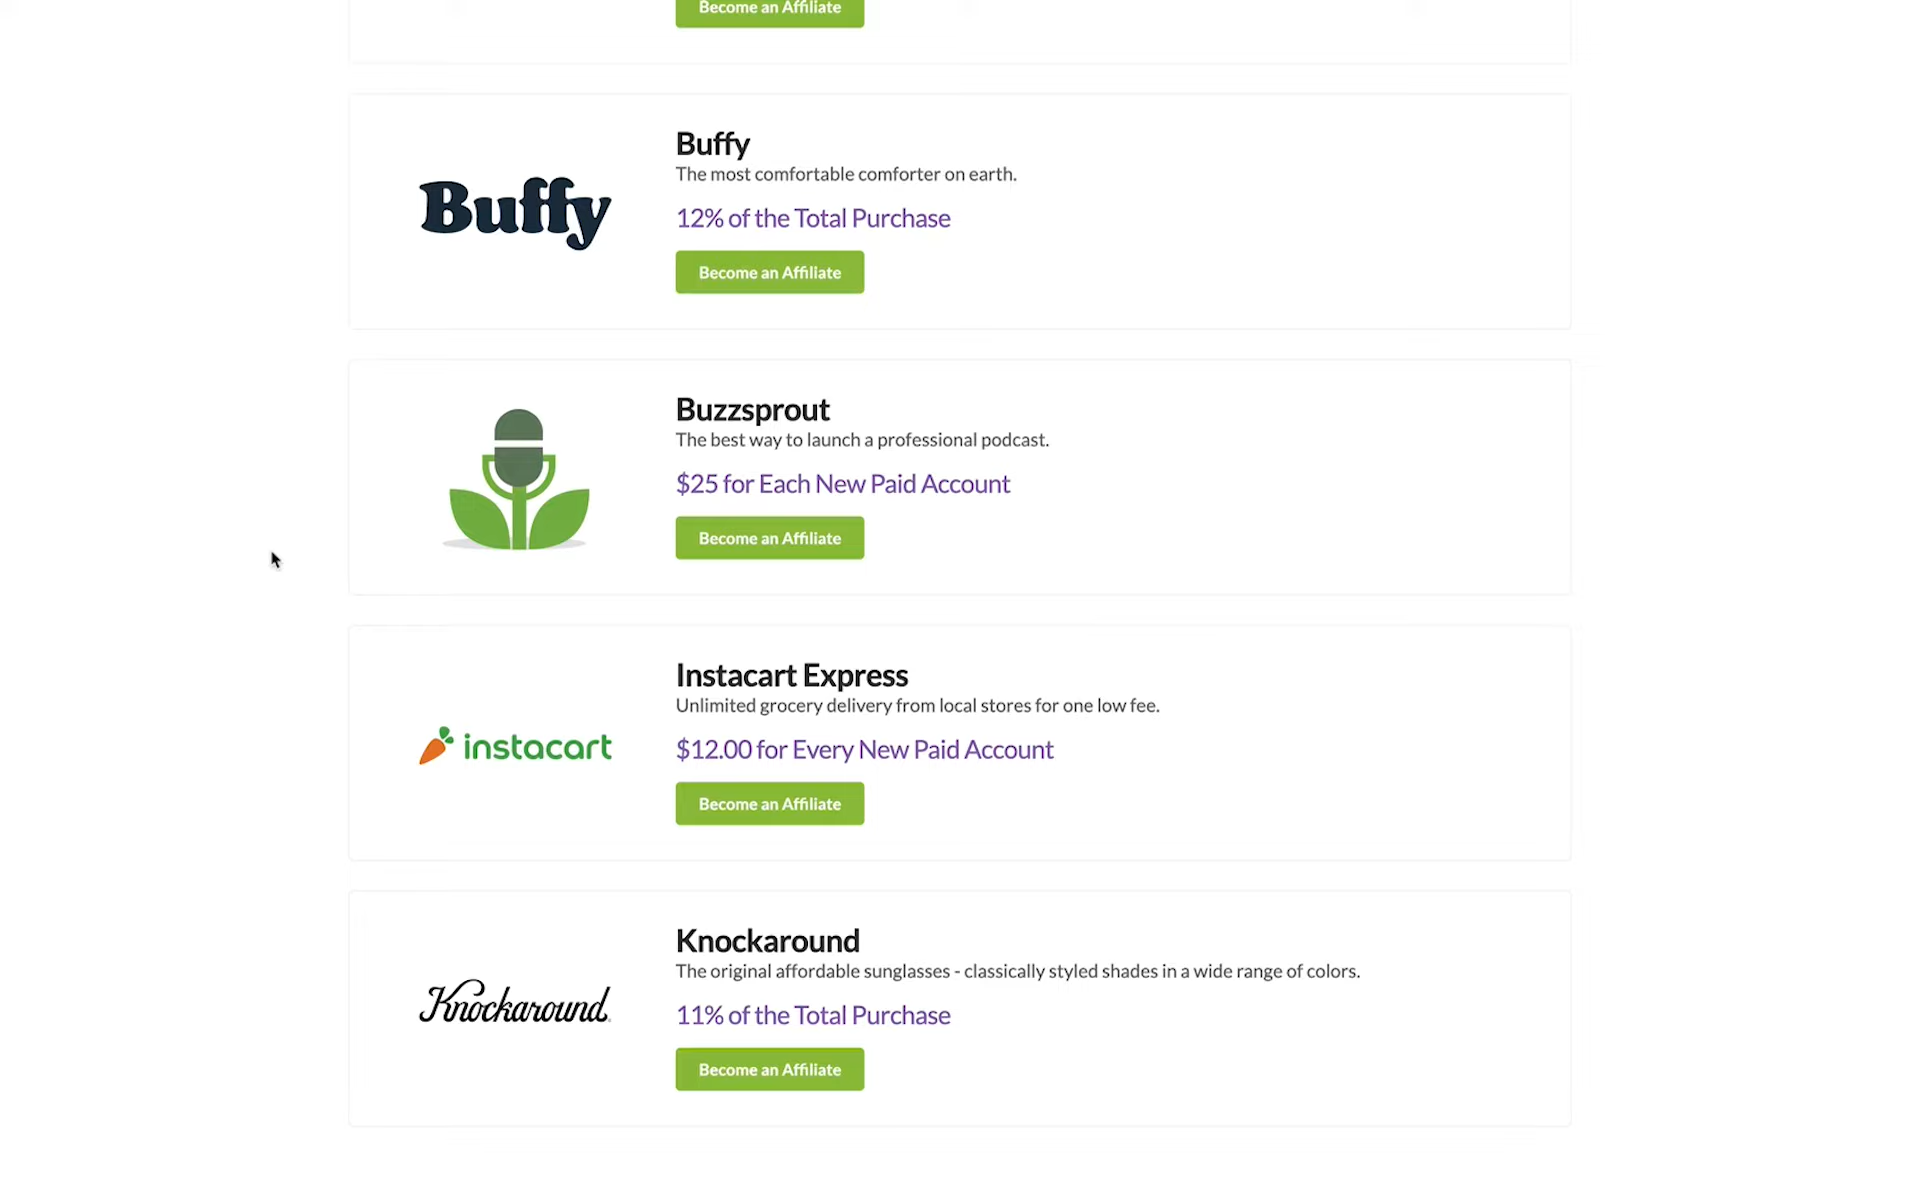 Become an Affiliate
Buffy
Buffy
The most comfortable comforter on earth.
12% of the Total Purchase
Become an Affiliate
Buzzsprout
The best way to launch a professional podcast.
$25 for Each New Paid Account
Become an Affiliate
instacart
Instacart Express
Unlimited grocery delivery from local stores for one low fee.
$12.00 for Every New Paid Account
Become an Affiliate
Knockaround.
Knockaround
The original affordable sunglasses - classically styled shades in a wide range of colors.
11% of the Total Purchase
Become an Affiliate